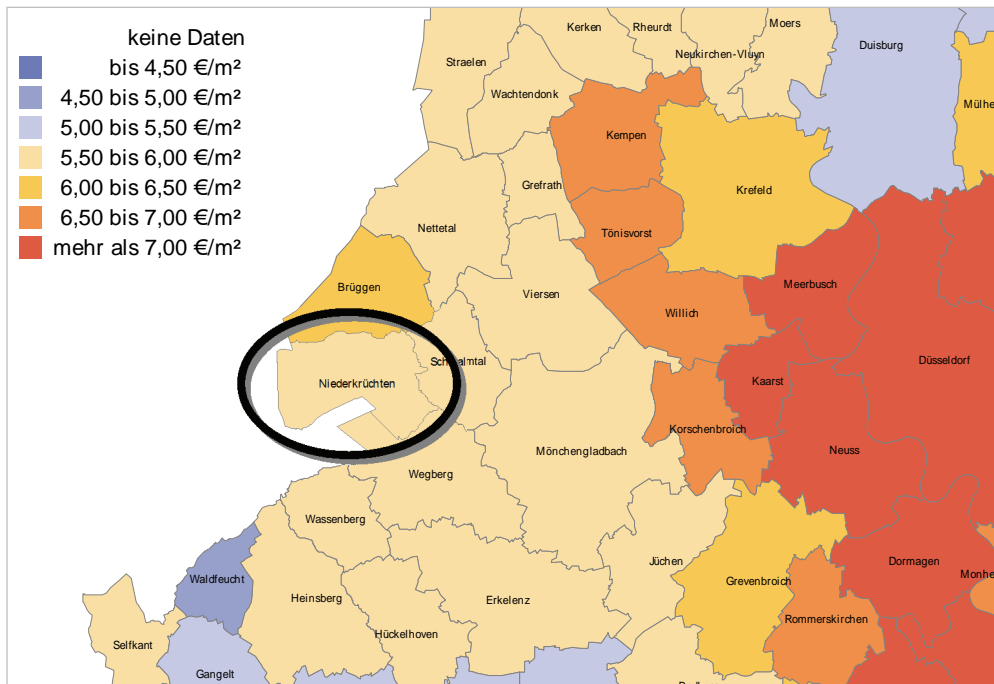 keine Daten
bis 4,50 €/m²
4,50 bis 5,00 €/m²
5,00 bis 5,50 €/m²
5,50 bis 6,00 €/m²
6,00 bis 6,50 €/m²
6,50 bis 7,00 €/m²
mehr als 7,00 €/m²
Kerken
Rheurdt
Moers
Straelen
Neukirchen-Vluyn
Duisburg
Wachtendonk
Mülhe
Kempen
Grefrath
Krefeld
Nettetal
Tönisvorst
Brüggen
Viersen
Meerbusch
Willich
Düsseldorf
Niederkrüchten
Kaarst
Korschenbroich
Mönchengladbach
Neuss
Wegberg
Wassenberg
Jüchen
Dormagen
Waldfeucht
Monhe
Grevenbroich
Heinsberg
Erkelenz
Rommerskirchen
Hückelhoven
Selfkant
Gangelt